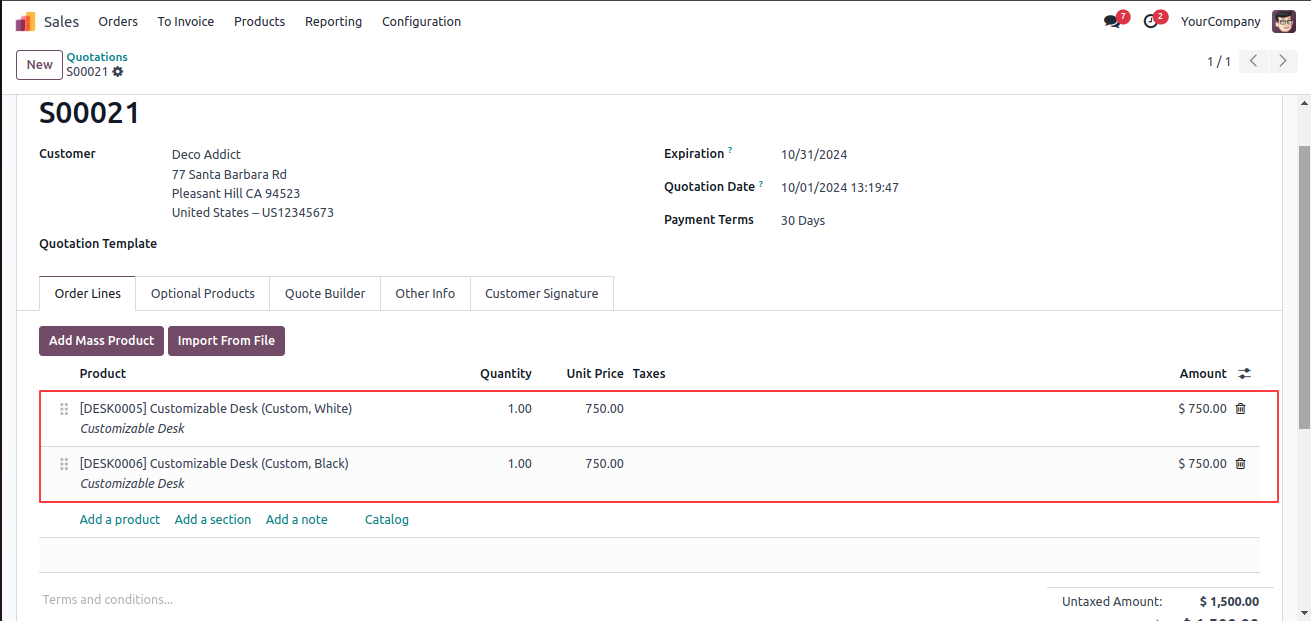 Sales Orders To Invoice Products Reporting Configuration 7 2 YourCompany
New Quotations
S00021 1 / 1
S00021
Customer Deco Addict Expiration ? 10/31/2024
77 Santa Barbara Rd
Pleasant Hill CA 94523 Quotation Date ? 10/01/2024 13:19:47
United States – US12345673
Payment Terms 30 Days
Quotation Template
Order Lines Optional Products Quote Builder Other Info Customer Signature
Add Mass Product Import From File
Product Quantity Unit Price Taxes Amount
[DESK0005] Customizable Desk (Custom, White) 1.00 750.00 $ 750.00
Customizable Desk
[DESK0006] Customizable Desk (Custom, Black) 1.00 750.00 $ 750.00
Customizable Desk
Add a product Add a section Add a note Catalog
Terms and conditions...
Untaxed Amount: $ 1,500.00